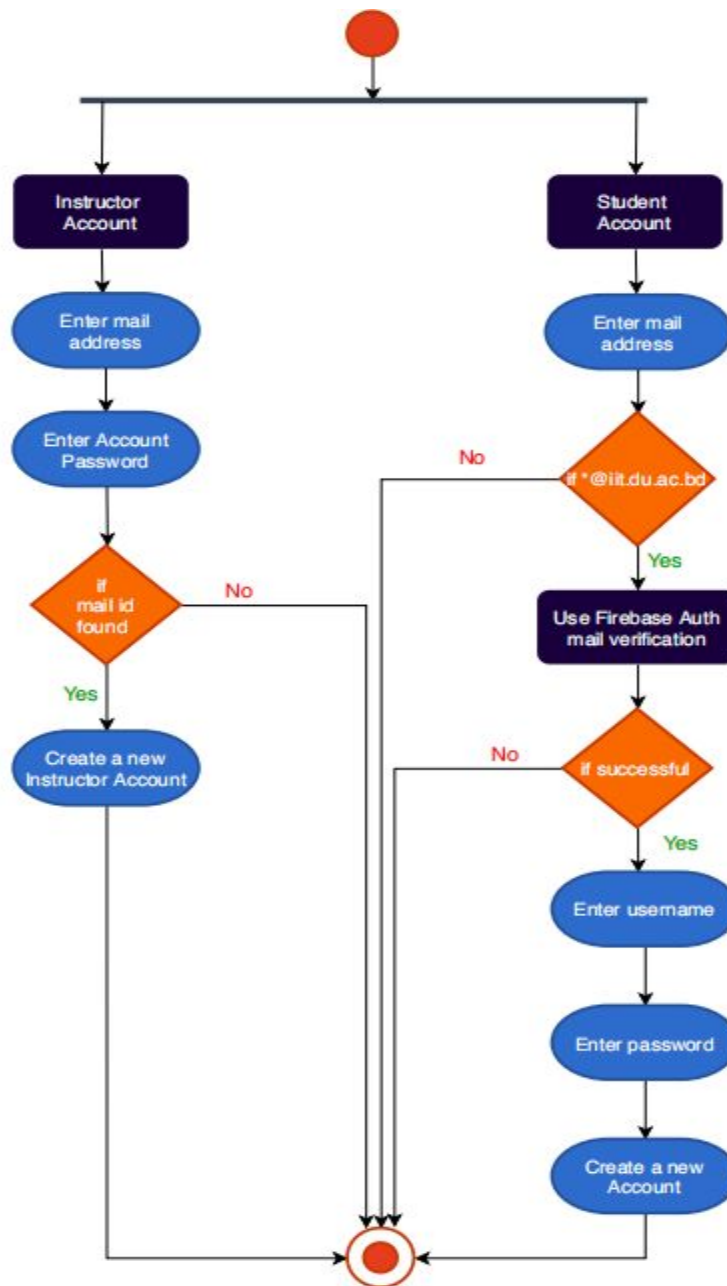 Instructor
Account
Student
Account
Enter mail
address
Enter mail
address
Enter Account
Password
No
if *@iit.du.ac.bd
Yes
if
mail id
found
No
Use Firebase Auth
mail verification
Yes
Create a new
Instructor Account
No
if successful
Yes
Enter username
Enter password
Create a new
Account